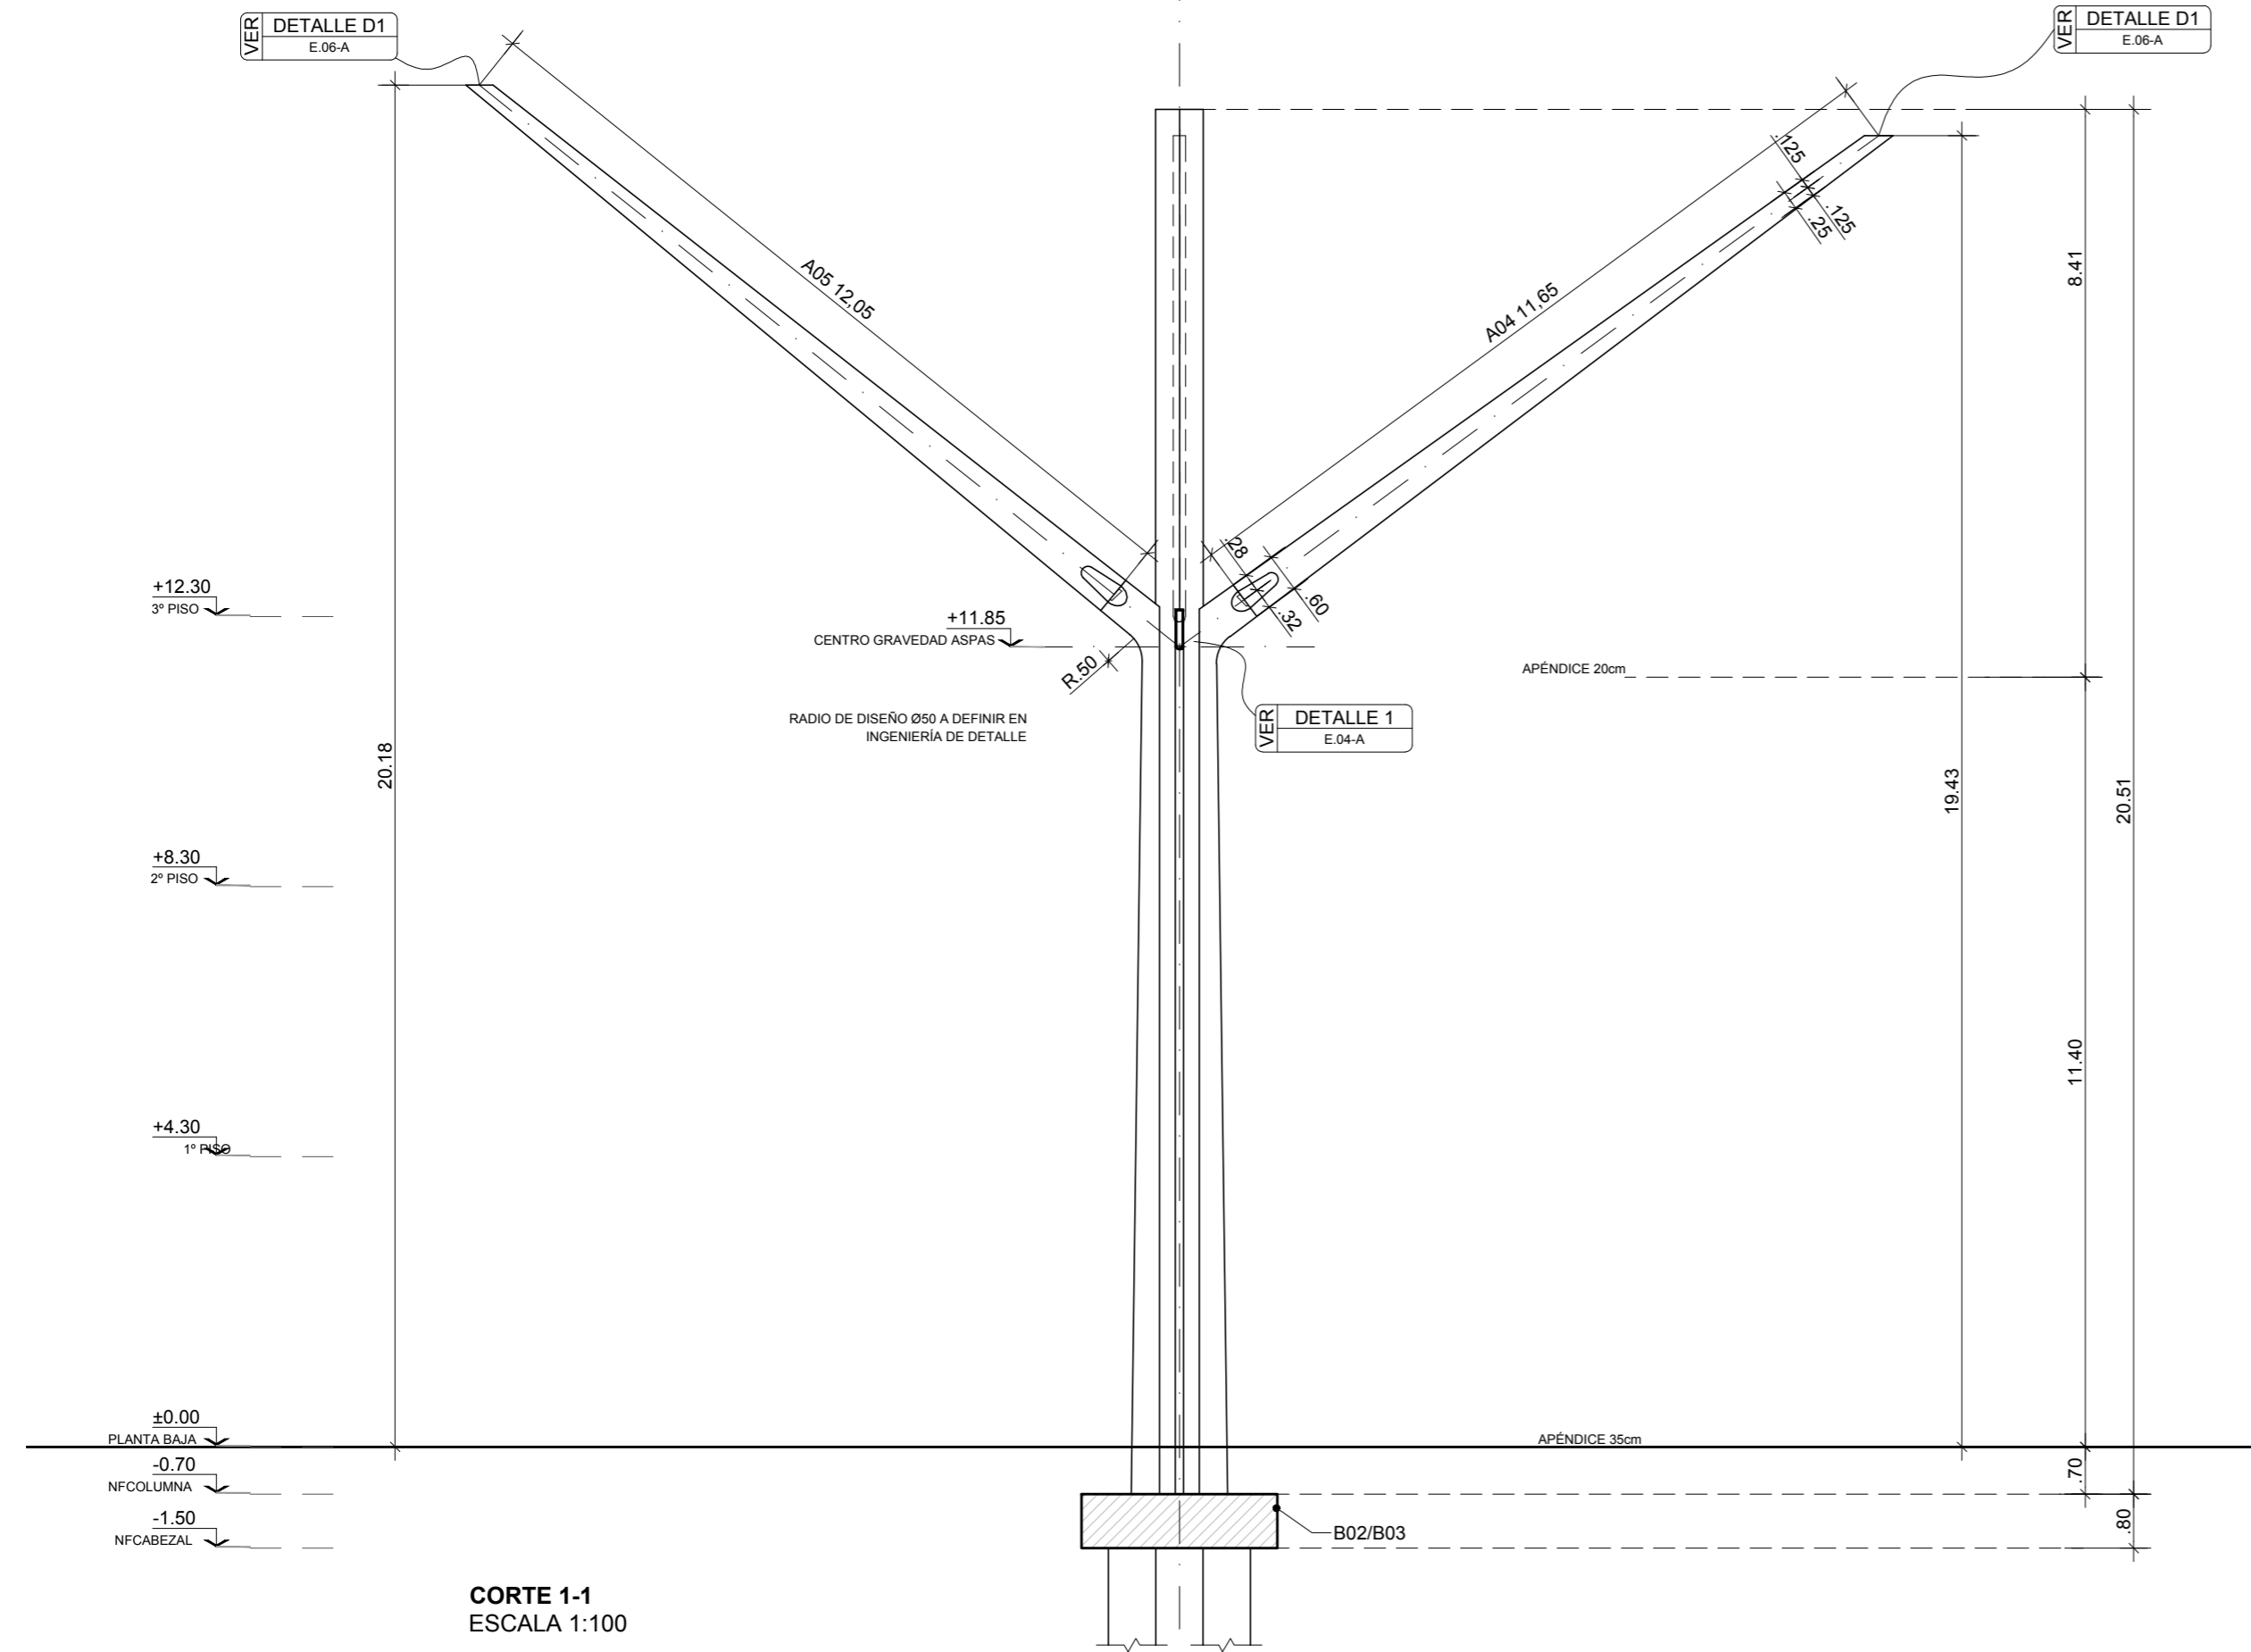 VER
DETALLE D1
E.06-A
VER
DETALLE D1
E.06-A
.125
.125
.25
8.41
A05 12,05
A04 11,65
.28
.60
.32
+12.30
3º PISO
+11.85
CENTRO GRAVEDAD ASPAS
R.50
APÉNDICE 20cm
RADIO DE DISEÑO Ø50 A DEFINIR EN
INGENIERÍA DE DETALLE
VER
DETALLE 1
E.04-A
20.18
19.43
20.51
+8.30
2º PISO
11.40
+4.30
1º PISO
±0.00
PLANTA BAJA
APÉNDICE 35cm
-0.70
NFCOLUMNA
.70
-1.50
NFCABEZAL
.80
B02/B03
CORTE 1-1
ESCALA 1:100